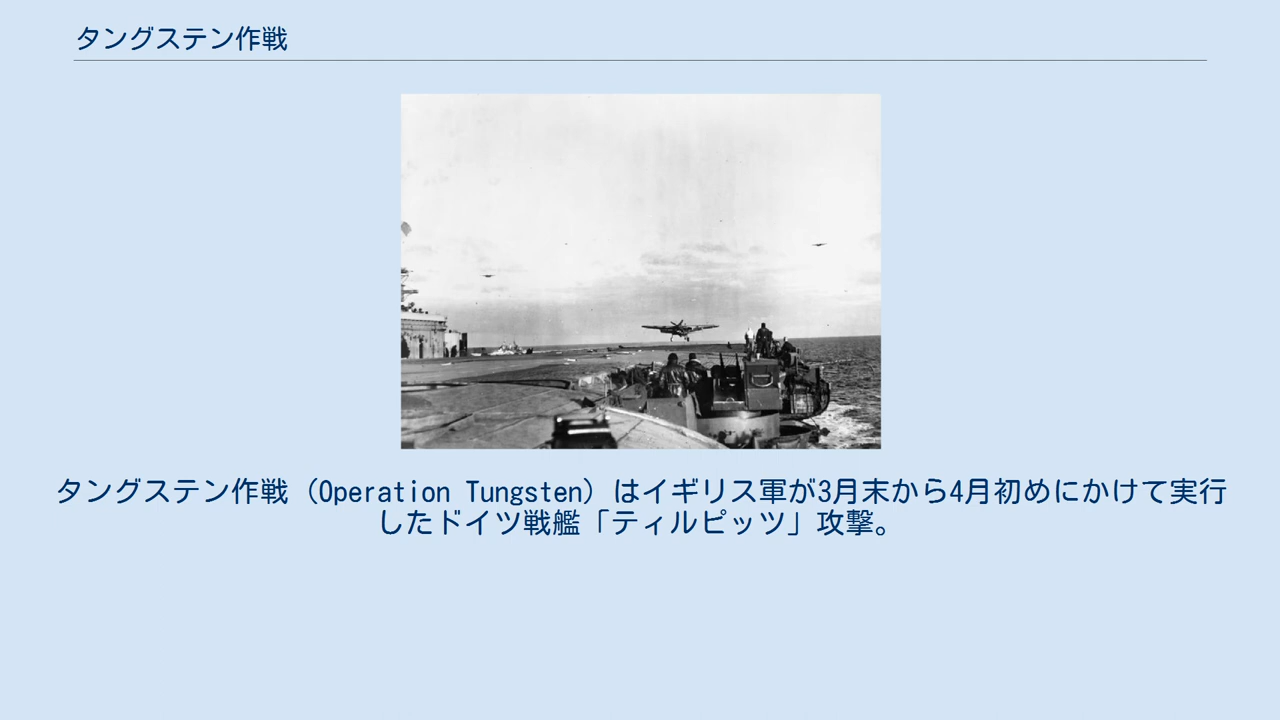 タングステン作戦
タングステン作戦（Operation Tungsten）はイギリス軍が3月末から4月初めにかけて実行
したドイツ戦艦「ティルピッツ」攻撃。